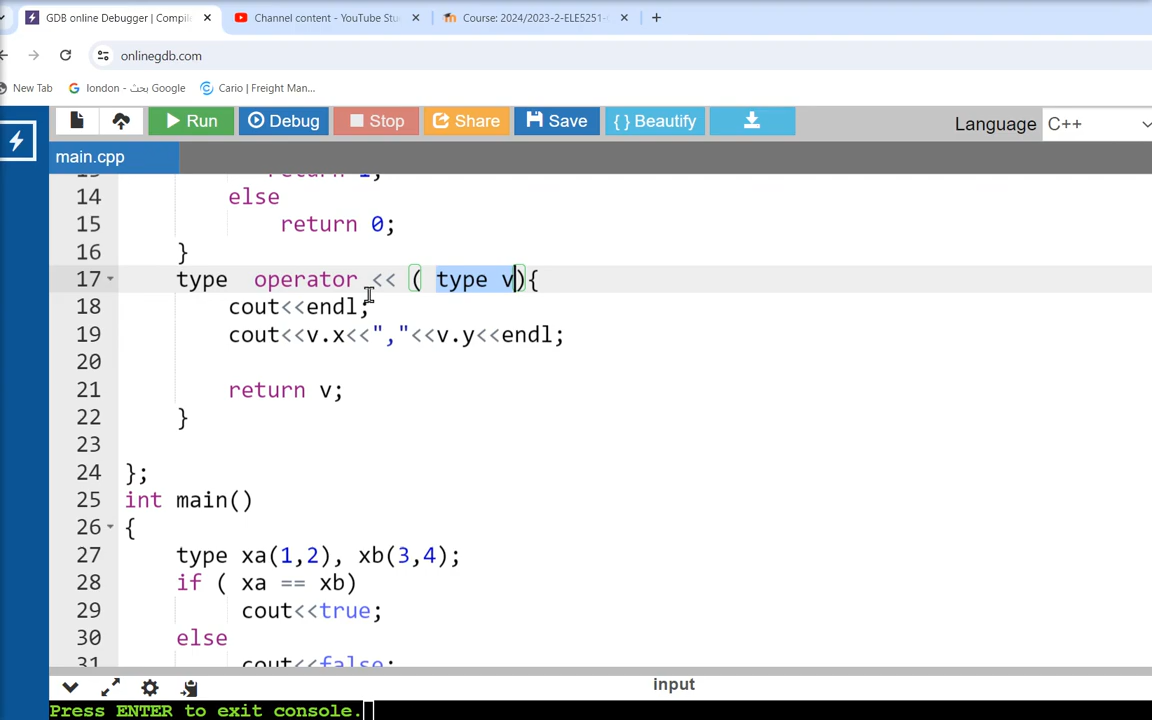 GDB online Debugger | Compile
Channel content - YouTube Stu
Course: 2024/2023-2-ELE5251-
onlinegdb.com
New Tab
london - بحث Google
Cario | Freight Man...
Run
Debug
Stop
Share
Save
{ } Beautify
Language C++
main.cpp
13 return 1;
14 else
15 return 0;
16 }
17 type operator << ( type v){
18 cout<<endl;
19 cout<<v.x<<","<<v.y<<endl;
20
21 return v;
22 }
23
24 };
25 int main()
26 {
27 type xa(1,2), xb(3,4);
28 if ( xa == xb)
29 cout<<true;
30 else
31 cout<<false;
input
Press ENTER to exit console.